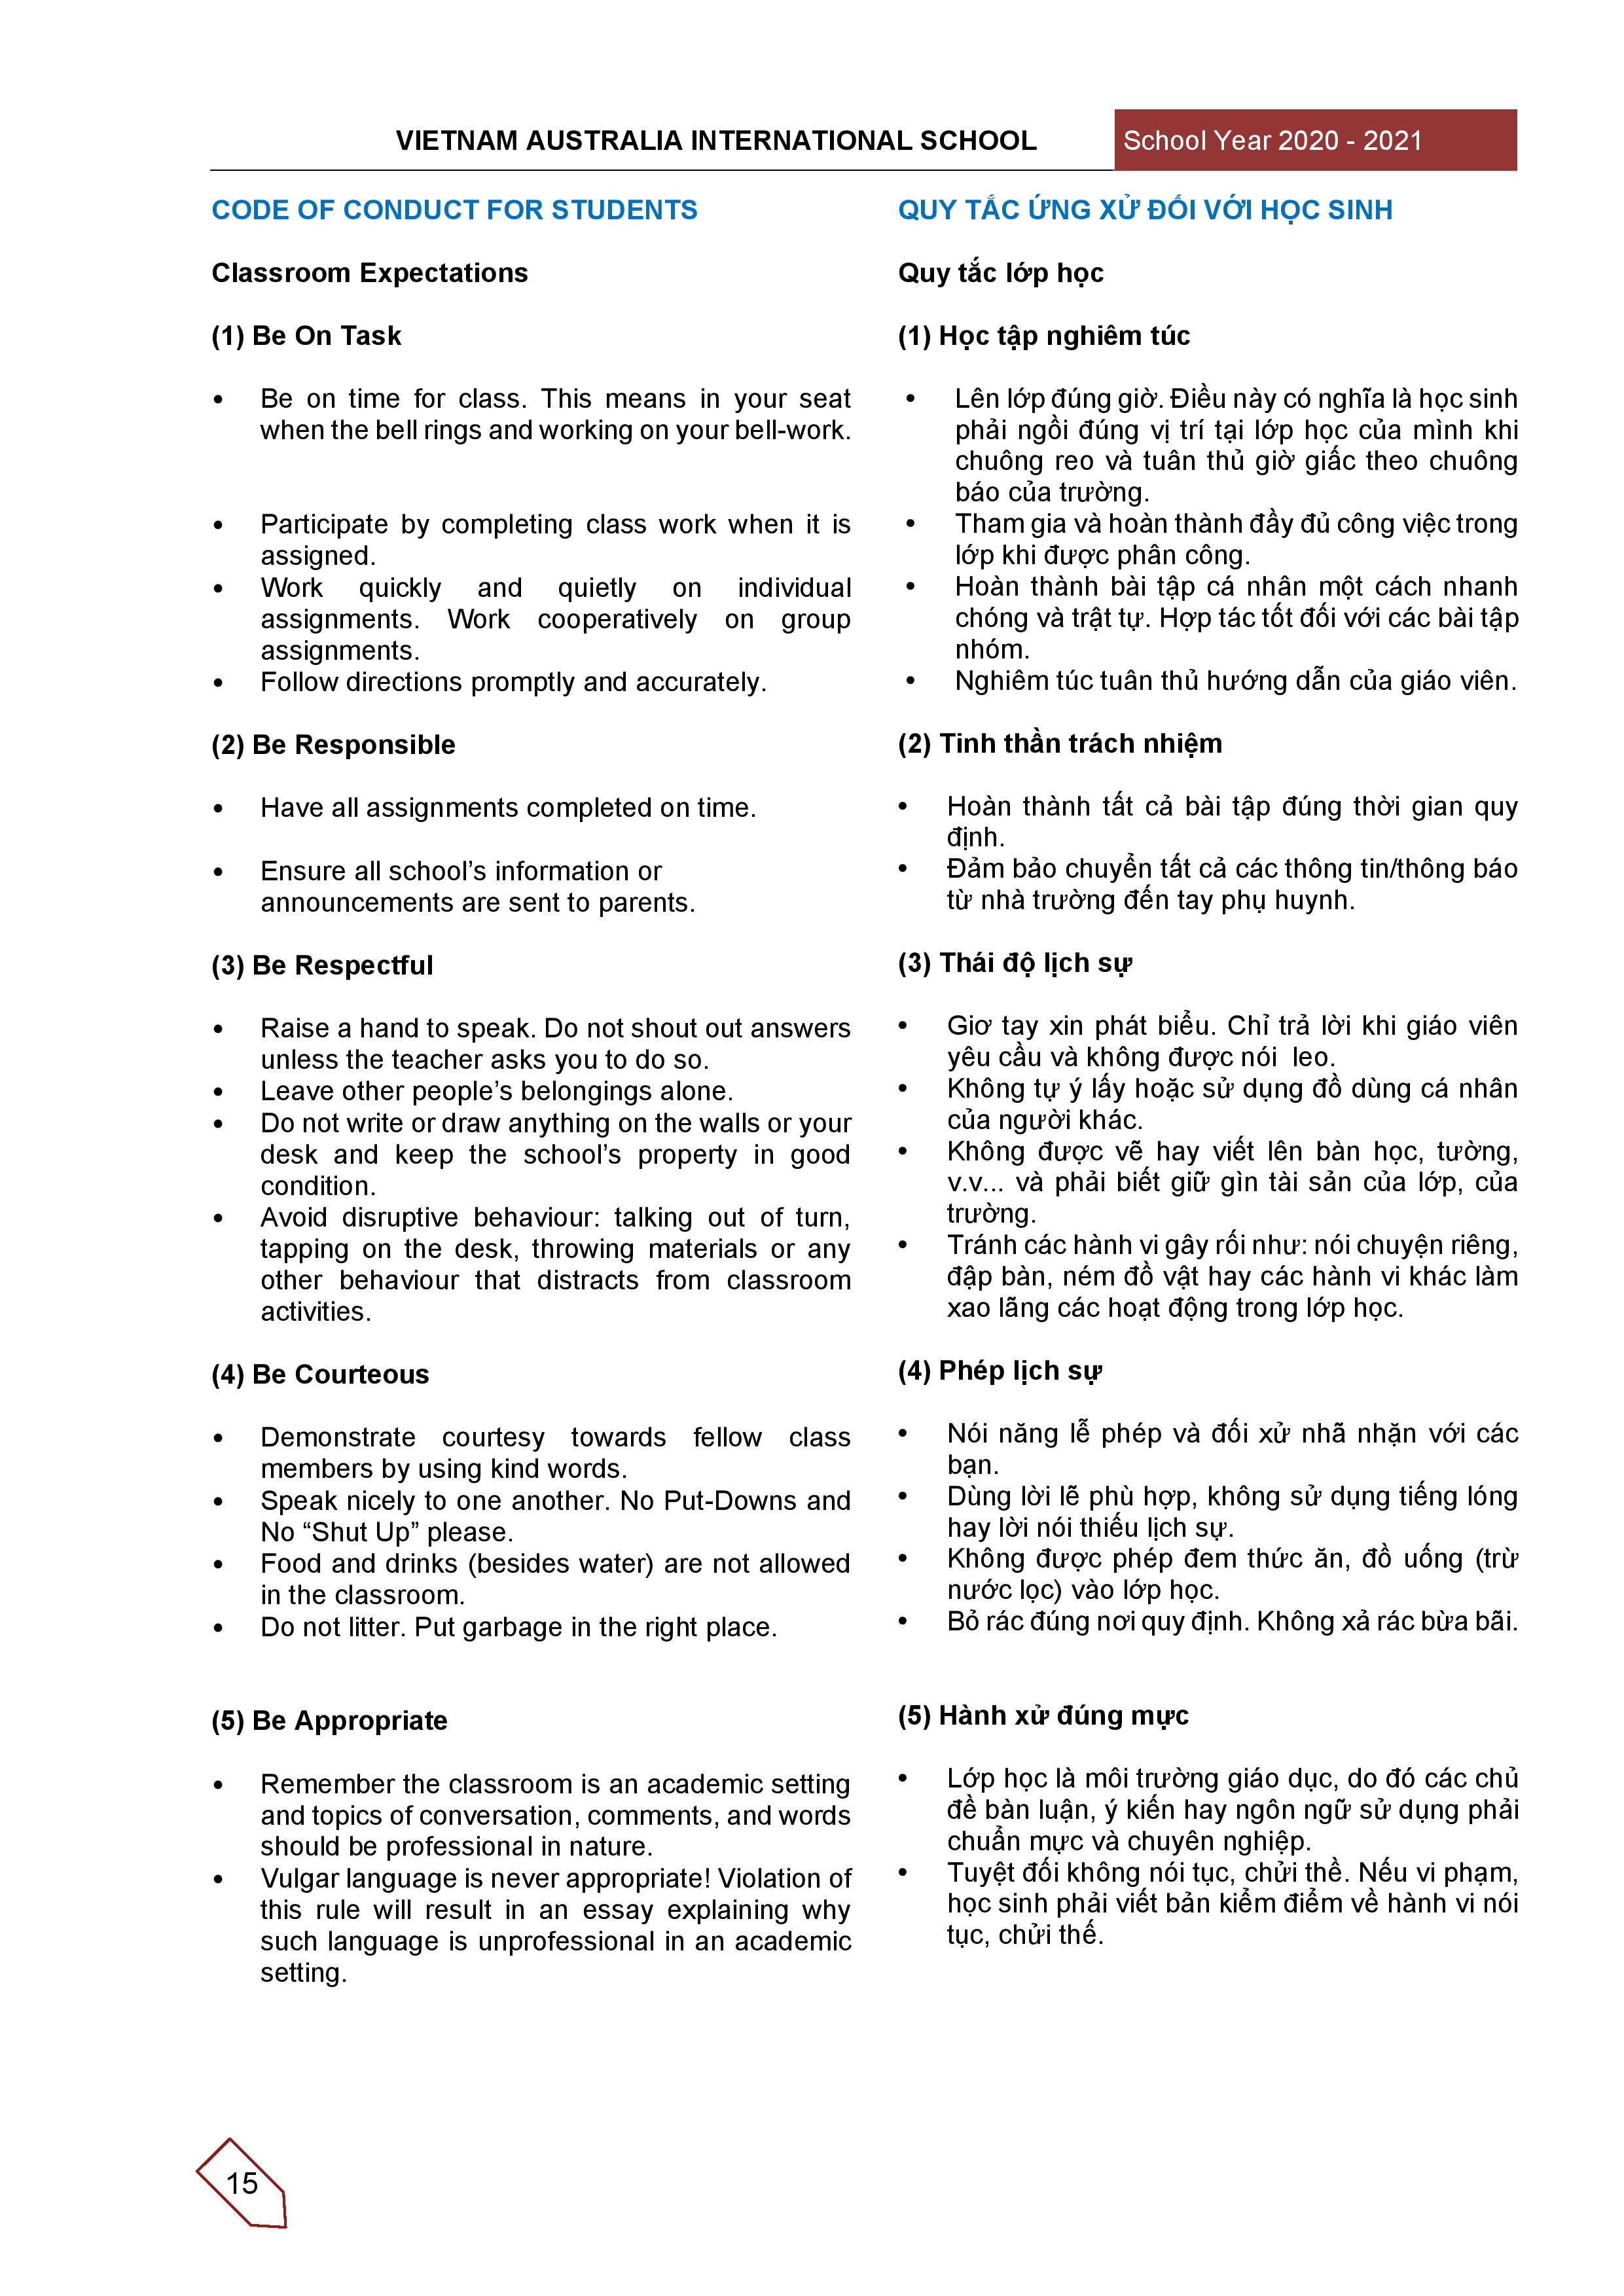 VIETNAM AUSTRALIA INTERNATIONAL SCHOOL
School Year 2020 - 2021
CODE OF CONDUCT FOR STUDENTS
Classroom Expectations
(1) Be On Task
• Be on time for class. This means in your seat
when the bell rings and working on your bell-work.
• Participate by completing class work when it is
assigned.
• Work quickly and quietly on individual
assignments. Work cooperatively on group
assignments.
• Follow directions promptly and accurately.
(2) Be Responsible
• Have all assignments completed on time.
• Ensure all school’s information or
announcements are sent to parents.
(3) Be Respectful
• Raise a hand to speak. Do not shout out answers
unless the teacher asks you to do so.
• Leave other people’s belongings alone.
• Do not write or draw anything on the walls or your
desk and keep the school’s property in good
condition.
• Avoid disruptive behaviour: talking out of turn,
tapping on the desk, throwing materials or any
other behaviour that distracts from classroom
activities.
(4) Be Courteous
• Demonstrate courtesy towards fellow class
members by using kind words.
• Speak nicely to one another. No Put-Downs and
No “Shut Up” please.
• Food and drinks (besides water) are not allowed
in the classroom.
• Do not litter. Put garbage in the right place.
(5) Be Appropriate
• Remember the classroom is an academic setting
and topics of conversation, comments, and words
should be professional in nature.
• Vulgar language is never appropriate! Violation of
this rule will result in an essay explaining why
such language is unprofessional in an academic
setting.
QUY TẮC ỨNG XỬ ĐỐI VỚI HỌC SINH
Quy tắc lớp học
(1) Học tập nghiêm túc
• Lên lớp đúng giờ. Điều này có nghĩa là học sinh
phải ngồi đúng vị trí tại lớp học của mình khi
chuông reo và tuân thủ giờ giấc theo chuông
báo của trường.
• Tham gia và hoàn thành đầy đủ công việc trong
lớp khi được phân công.
• Hoàn thành bài tập cá nhân một cách nhanh
chóng và trật tự. Hợp tác tốt đối với các bài tập
nhóm.
• Nghiêm túc tuân thủ hướng dẫn của giáo viên.
(2) Tinh thần trách nhiệm
• Hoàn thành tất cả bài tập đúng thời gian quy
định.
• Đảm bảo chuyển tất cả các thông tin/thông báo
từ nhà trường đến tay phụ huynh.
(3) Thái độ lịch sự
• Giơ tay xin phát biểu. Chỉ trả lời khi giáo viên
yêu cầu và không được nói leo.
• Không tự ý lấy hoặc sử dụng đồ dùng cá nhân
của người khác.
• Không được vẽ hay viết lên bàn học, tường,
v.v... và phải biết giữ gìn tài sản của lớp, của
trường.
• Tránh các hành vi gây rối như: nói chuyện riêng,
đập bàn, ném đồ vật hay các hành vi khác làm
xao lãng các hoạt động trong lớp học.
(4) Phép lịch sự
• Nói năng lễ phép và đối xử nhã nhặn với các
bạn.
• Dùng lời lẽ phù hợp, không sử dụng tiếng lóng
hay lời nói thiếu lịch sự.
• Không được phép đem thức ăn, đồ uống (trừ
nước lọc) vào lớp học.
• Bỏ rác đúng nơi quy định. Không xả rác bừa bãi.
(5) Hành xử đúng mực
• Lớp học là môi trường giáo dục, do đó các chủ
đề bàn luận, ý kiến hay ngôn ngữ sử dụng phải
chuẩn mực và chuyên nghiệp.
• Tuyệt đối không nói tục, chửi thề. Nếu vi phạm,
học sinh phải viết bản kiểm điểm về hành vi nói
tục, chửi thế.
15